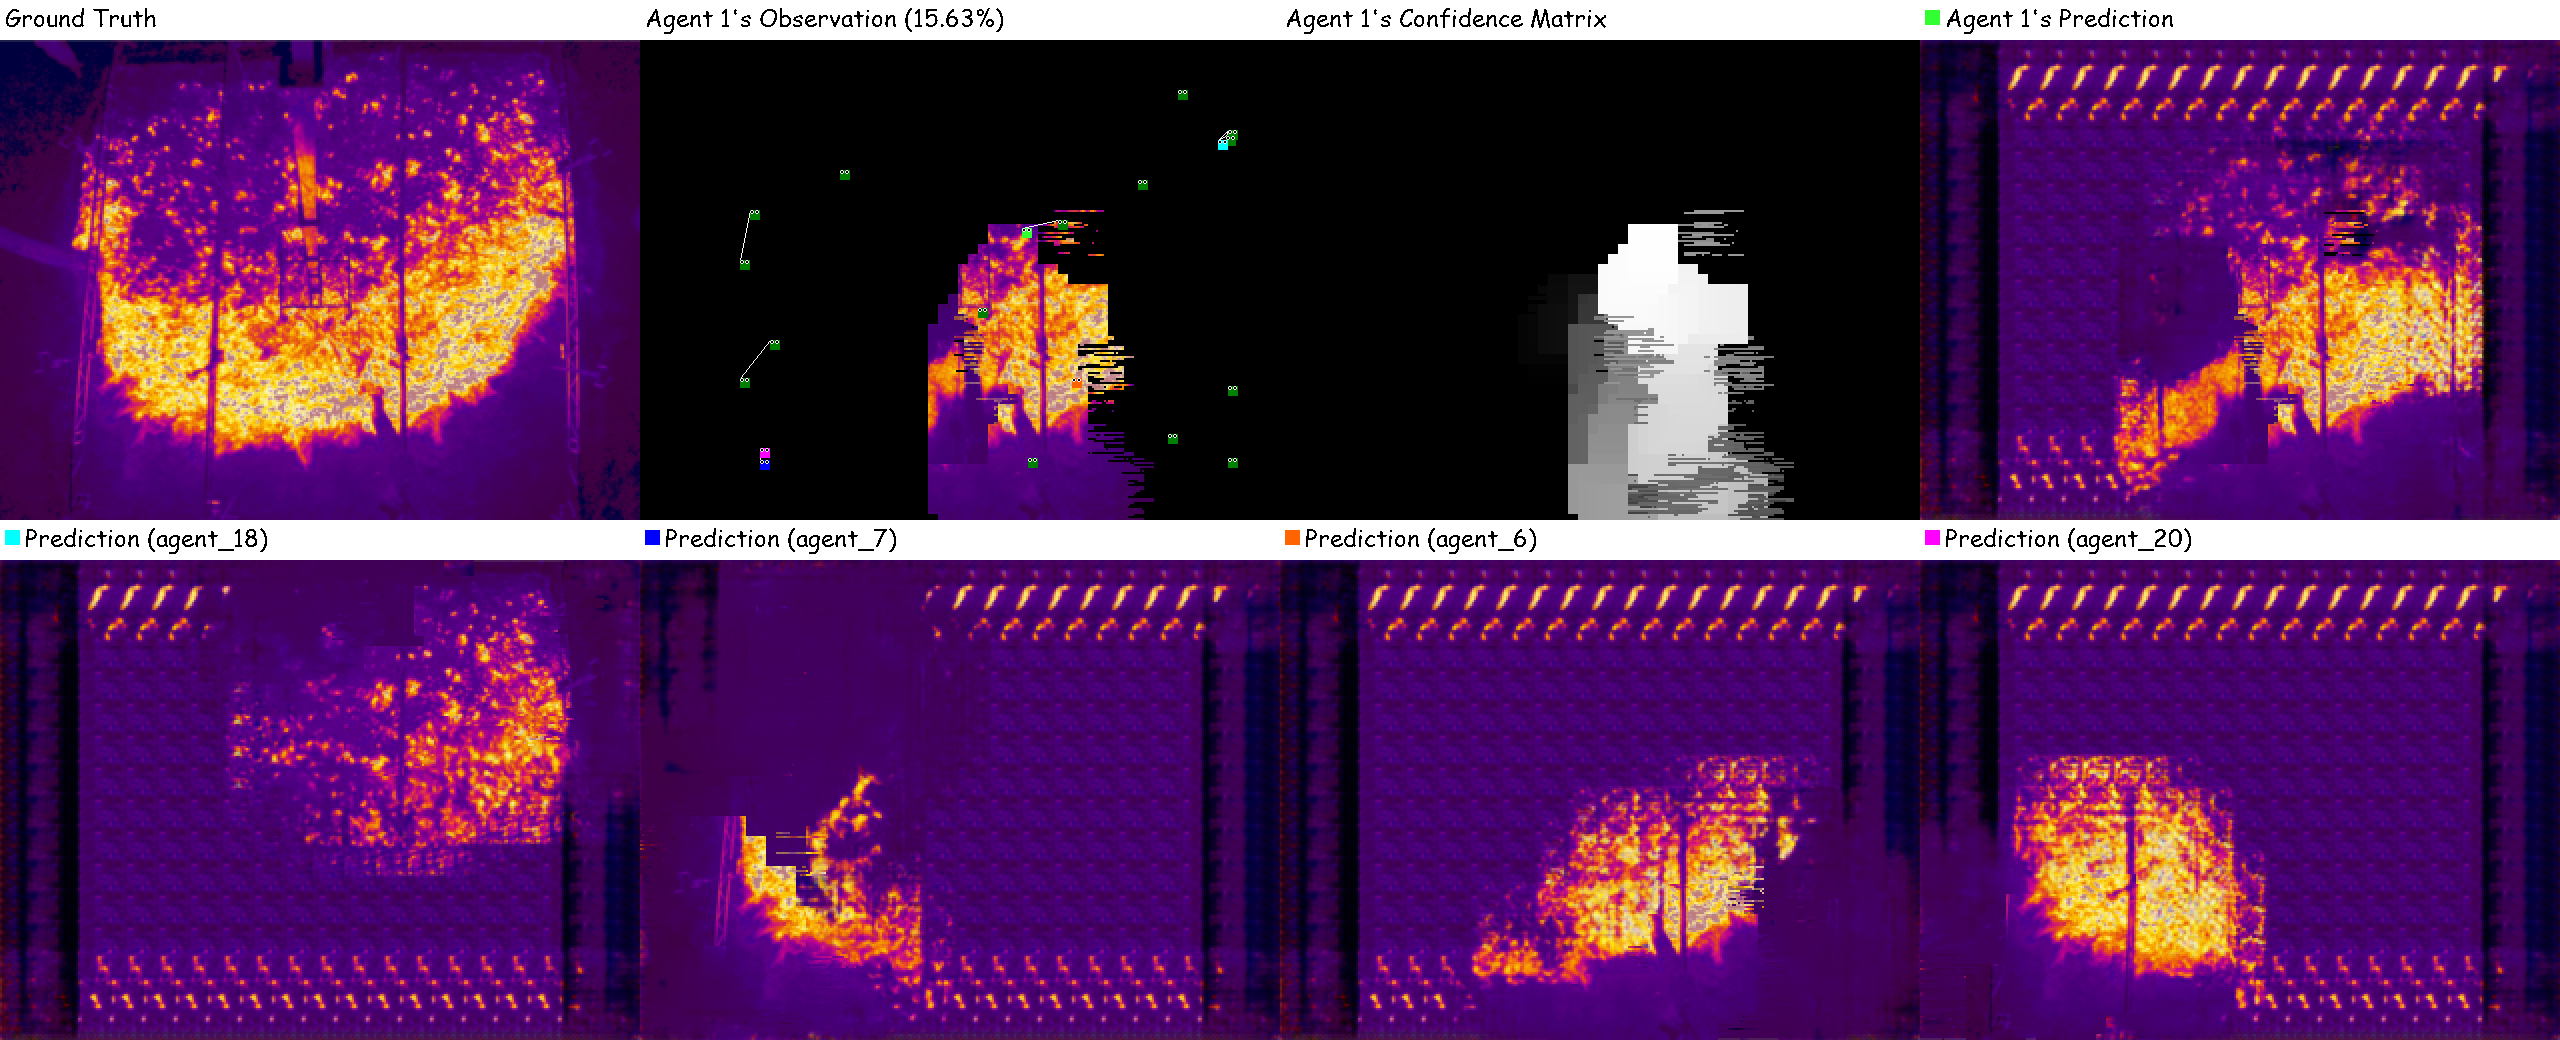 Ground Truth
Agent 1's Observation (15.63%)
Agent 1's Confidence Matrix
Agent 1's Prediction
Prediction (agent_18)
Prediction (agent_7)
Prediction (agent_6)
Prediction (agent_20)